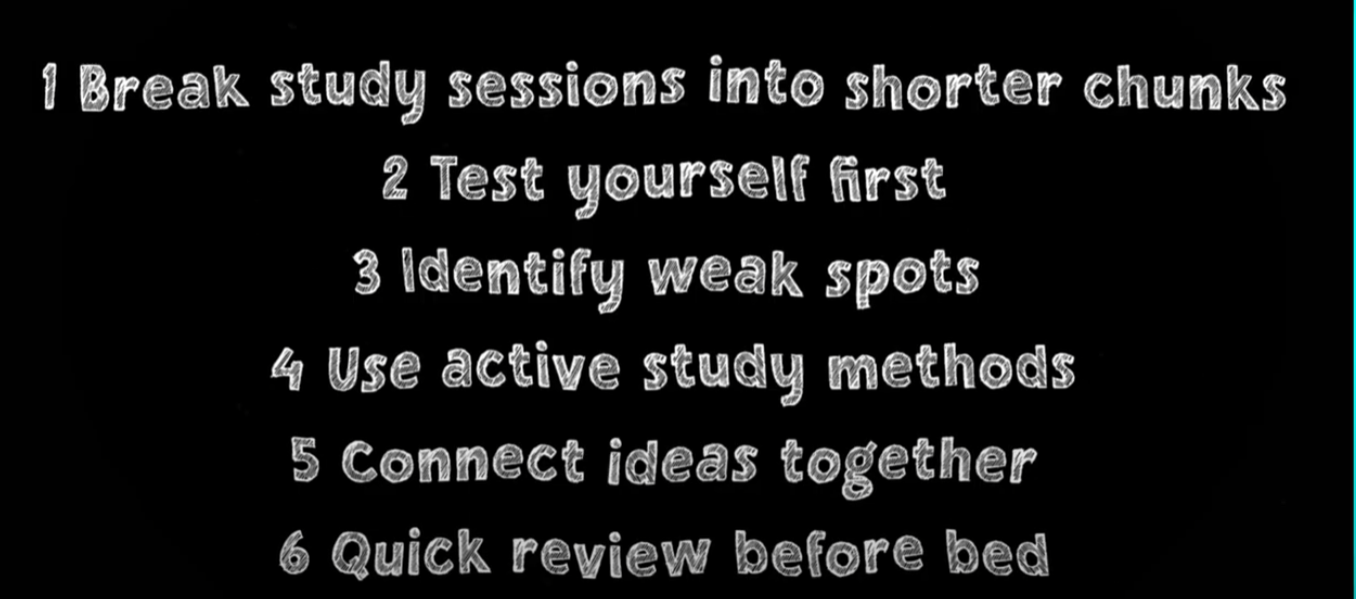 1 Break study sessions into shorter chunks
2 Test yourself first
3 Identify weak spots
4 Use active study methods
5 Connect ideas together
6 Quick review before bed